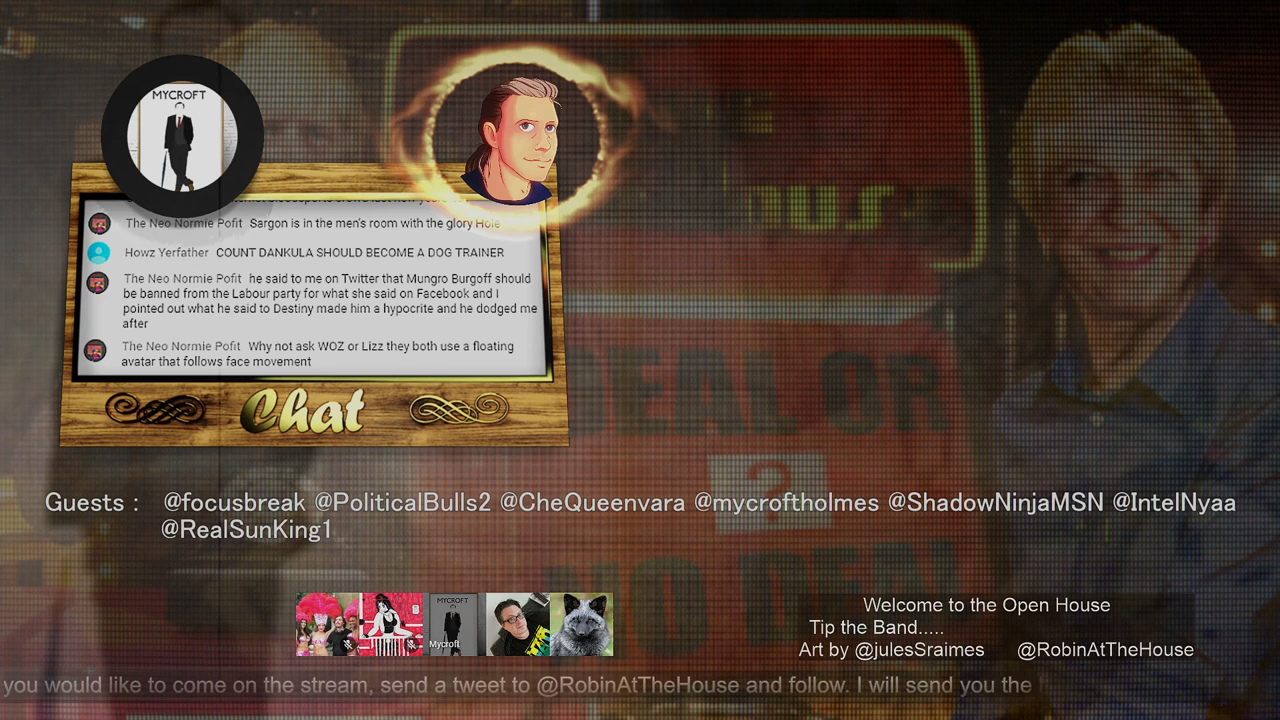 MYCROFT
The Neo Normie Pofit Sargon is in the men's room with the glory Hole
Howz Yerfather COUNT DANKULA SHOULD BECOME A DOG TRAINER
The Neo Normie Pofit he said to me on Twitter that Mungro Burgoff should
be banned from the Labour party for what she said on Facebook and I
pointed out what he said to Destiny made him a hypocrite and he dodged me
after
The Neo Normie Pofit Why not ask WOZ or Lizz they both use a floating
avatar that follows face movement
Chat
DEAL OR
?
NO DEAL
Guests : @focusbreak @PoliticalBulls2 @CheQueenvara @mycroftholmes @ShadowNinjaMSN @IntelNyaa
@RealSunKing1
MYCROFT
Mycroft
Welcome to the Open House
Tip the Band.....
Art by @julesSraimes @RobinAtTheHouse
you would like to come on the stream, send a tweet to @RobinAtTheHouse and follow. I will send you the